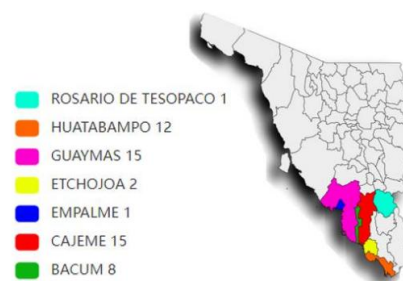 ROSARIO DE TESOPACO 1
HUATABAMPO 12
GUAYMAS 15
ETCHOJOA 2
EMPALME 1
CAJEME 15
BACUM 8